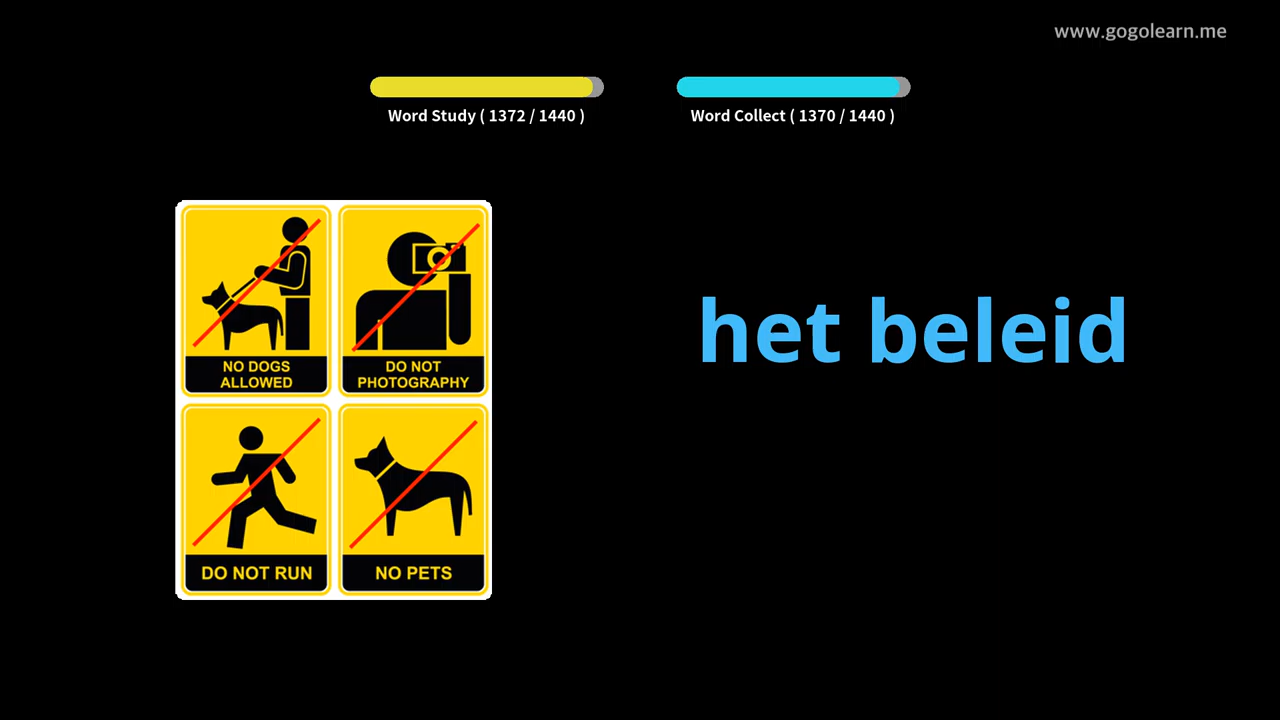 www.gogolearn.me
Word Study ( 1372 / 1440 )
Word Collect ( 1370 / 1440 )
NO DOGS
ALLOWED
DO NOT
PHOTOGRAPHY
het beleid
DO NOT RUN
NO PETS